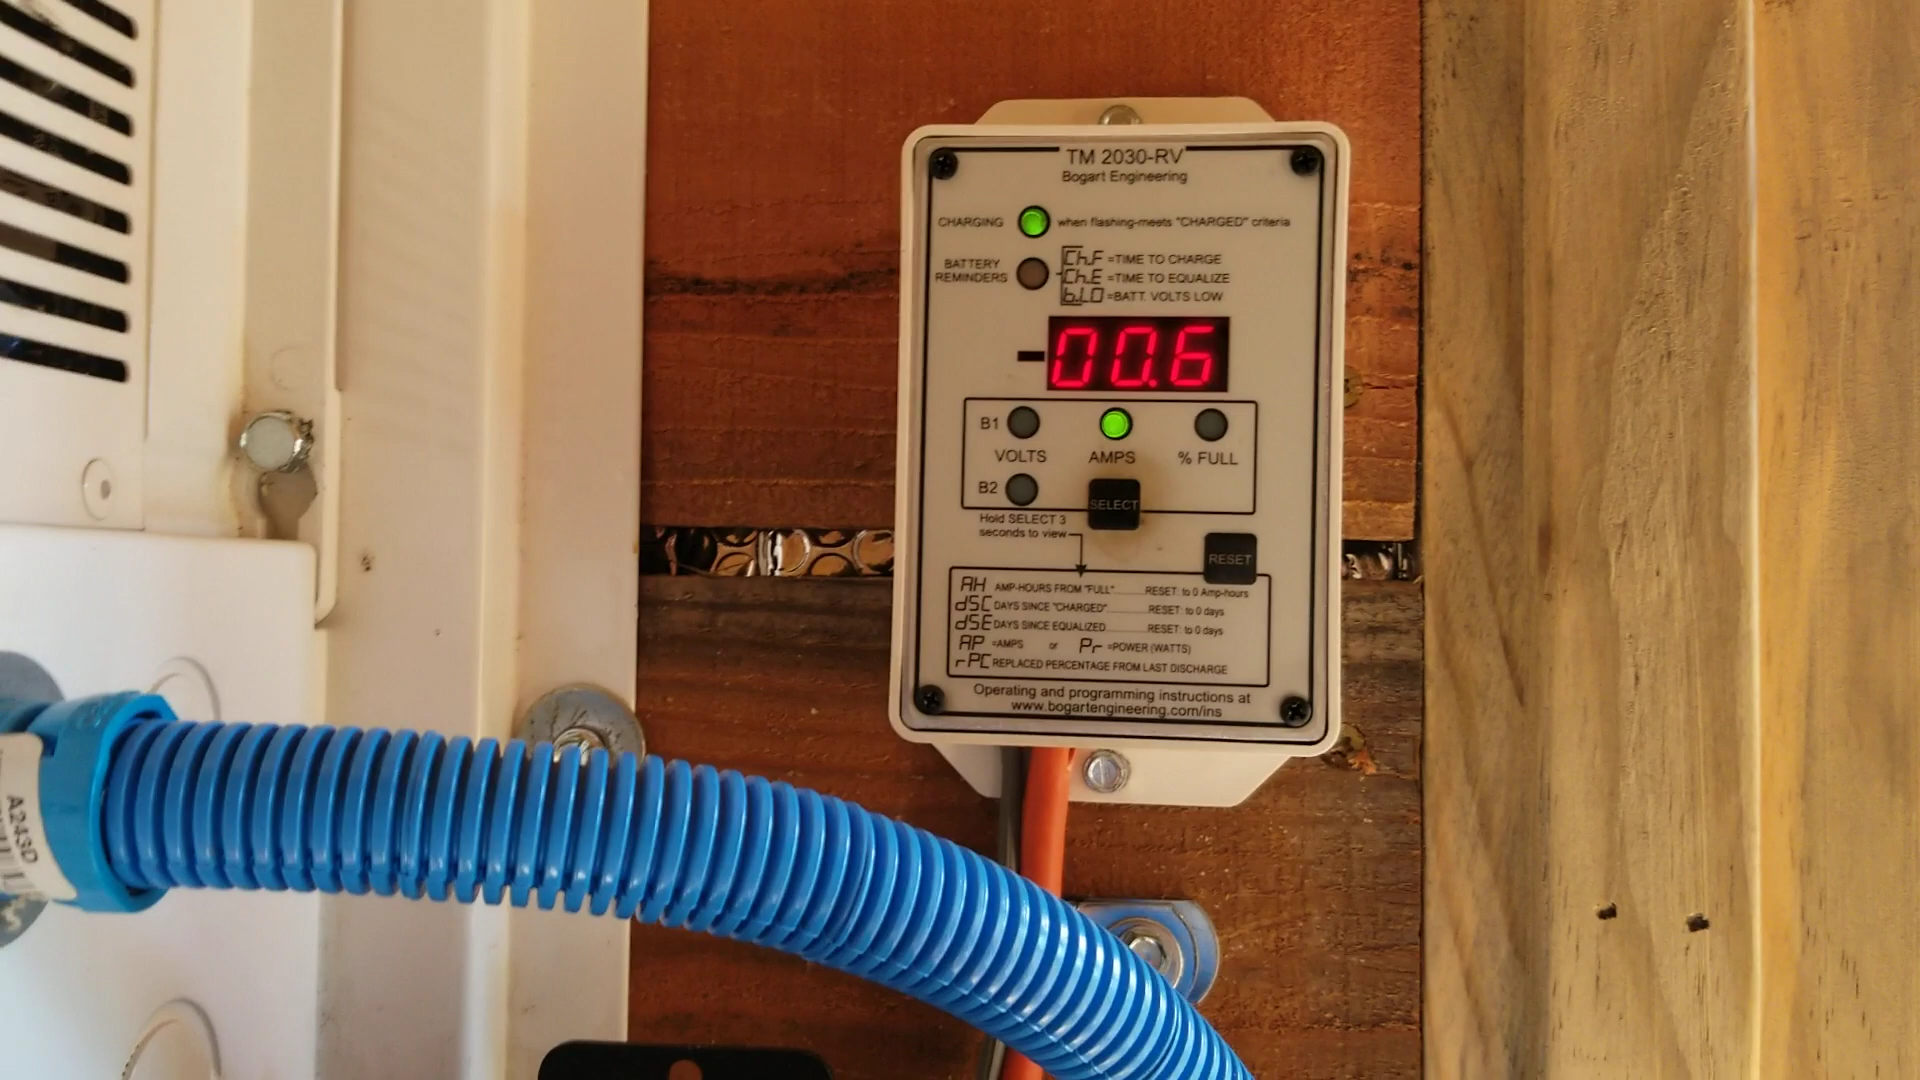 TM 2030-RV
Bogart Engineering
CHARGING when flashing-meets "CHARGED" criteria
BATTERY REMINDERS
Ch.F =TIME TO CHARGE
Ch.E =TIME TO EQUALIZE
b.LO =BATT. VOLTS LOW
00.6
B1
VOLTS AMPS % FULL
B2
SELECT
Hold SELECT 3
seconds to view
RESET
AH AMP-HOURS FROM "FULL"......RESET: to 0 Amp-hours
dSC DAYS SINCE "CHARGED"..........RESET: to 0 days
dSE DAYS SINCE EQUALIZED..........RESET: to 0 days
AP =AMPS or Pr =POWER (WATTS)
rPC REPLACED PERCENTAGE FROM LAST DISCHARGE
Operating and programming instructions at
www.bogartengineering.com/ins
A243D